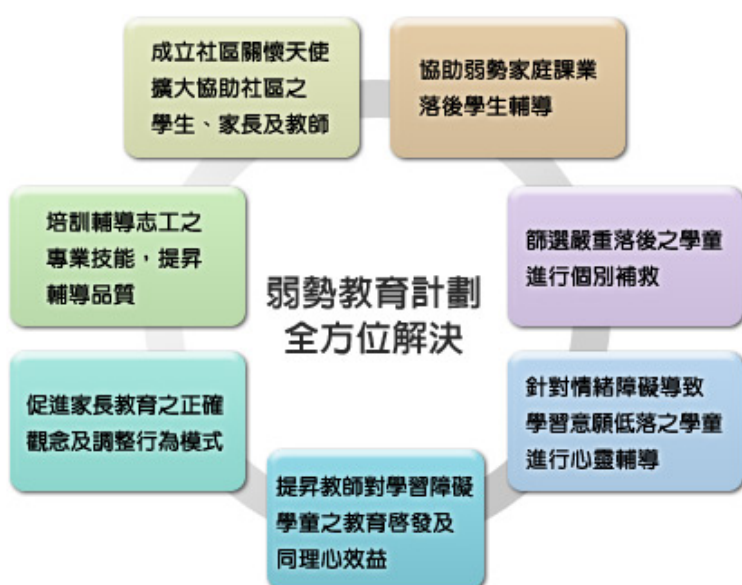 成立社區關懷天使
擴大協助社區之
學生、家長及教師
協助弱勢家庭課業
落後學生輔導
篩選嚴重落後之學童
進行個別補救
針對情緒障礙導致
學習意願低落之學童
進行心靈輔導
提昇教師對學習障礙
學童之教育啓發及
同理心效益
促進家長教育之正確
觀念及調整行為模式
培訓輔導志工之
專業技能，提昇
輔導品質
弱勢教育計劃
全方位解決